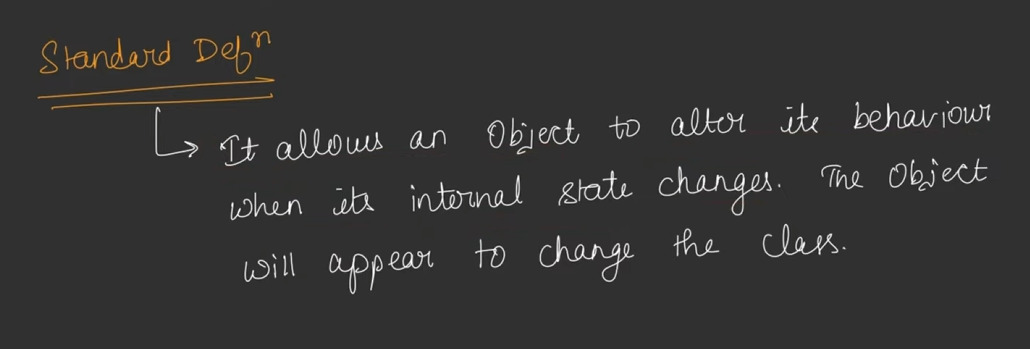 Standard Defⁿ
It allows an Object to alter its behaviour
when its internal state changes. The Object
will appear to change the class.